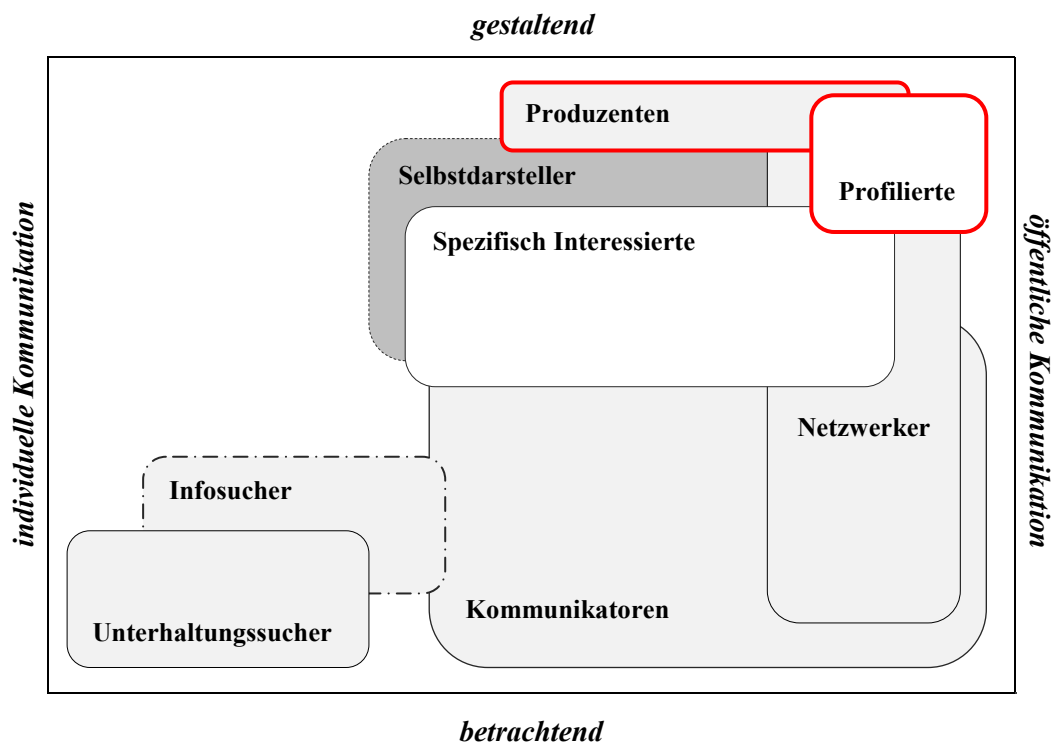 gestaltend
Produzenten
Selbstdarsteller
Profilierte
Spezifisch Interessierte
individuelle Kommunikation
öffentliche Kommunikation
Netzwerker
Infosucher
Kommunikatoren
Unterhaltungssucher
betrachtend